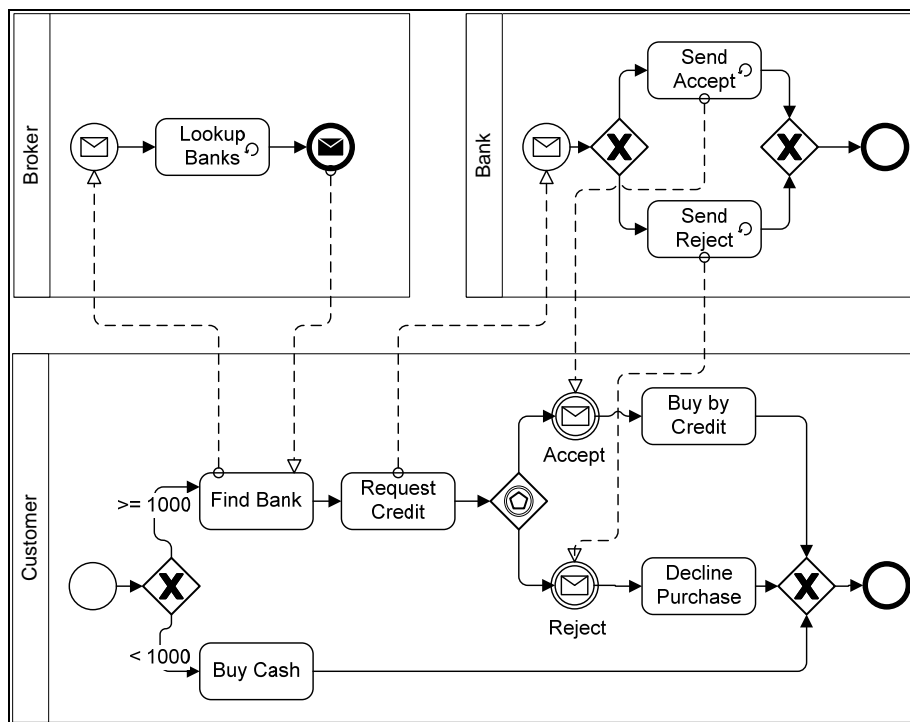 Broker
Lookup
Banks
Bank
Send
Accept
Send
Reject
Customer
>= 1000
< 1000
Find Bank
Request
Credit
Accept
Buy by
Credit
Reject
Decline
Purchase
Buy Cash